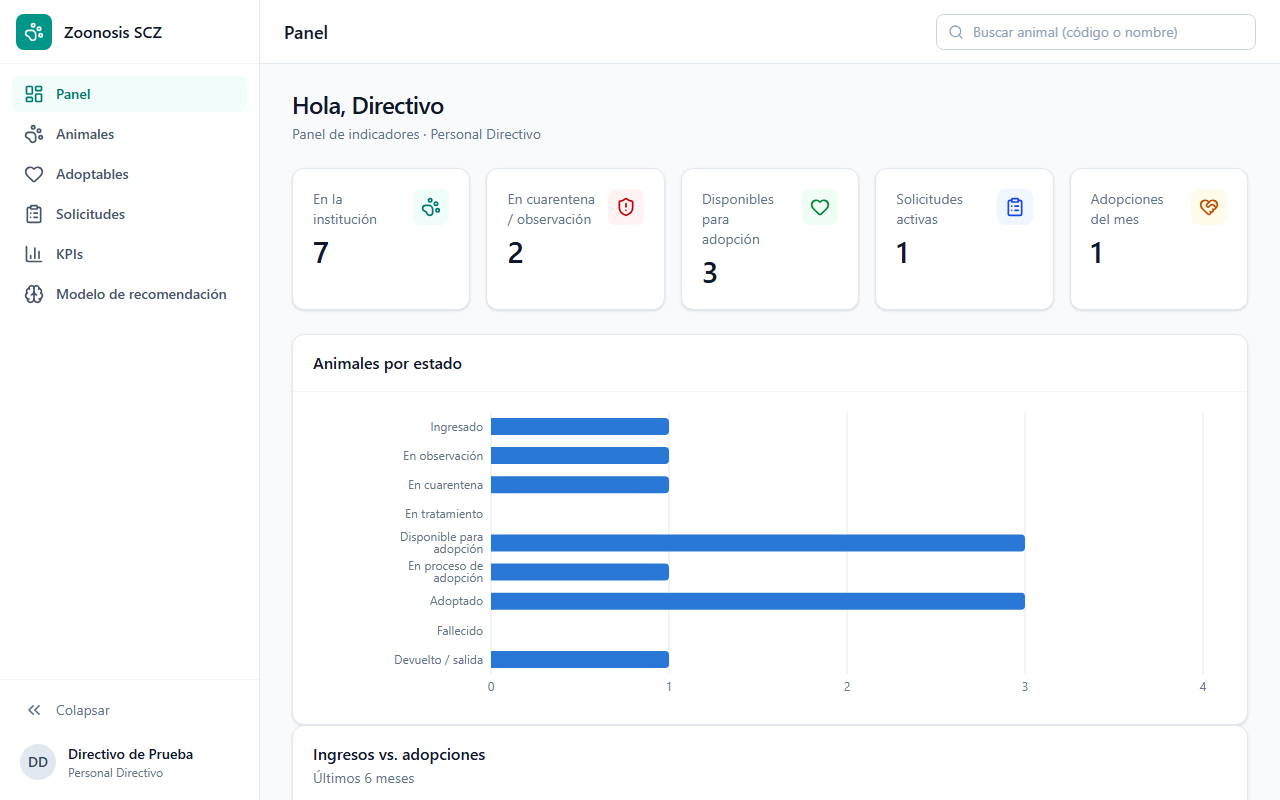 Zoonosis SCZ
Panel
Buscar animal (código o nombre)
Panel
Animales
Adoptables
Solicitudes
KPIs
Modelo de recomendación
Colapsar
DD
Directivo de Prueba
Personal Directivo
Hola, Directivo
Panel de indicadores · Personal Directivo
En la
institución
7
En cuarentena
/ observación
2
Disponibles
para
adopción
3
Solicitudes
activas
1
Adopciones
del mes
1
Animales por estado
Ingresado
En observación
En cuarentena
En tratamiento
Disponible para
adopción
En proceso de
adopción
Adoptado
Fallecido
Devuelto / salida
0 1 2 3 4
Ingresos vs. adopciones
Últimos 6 meses